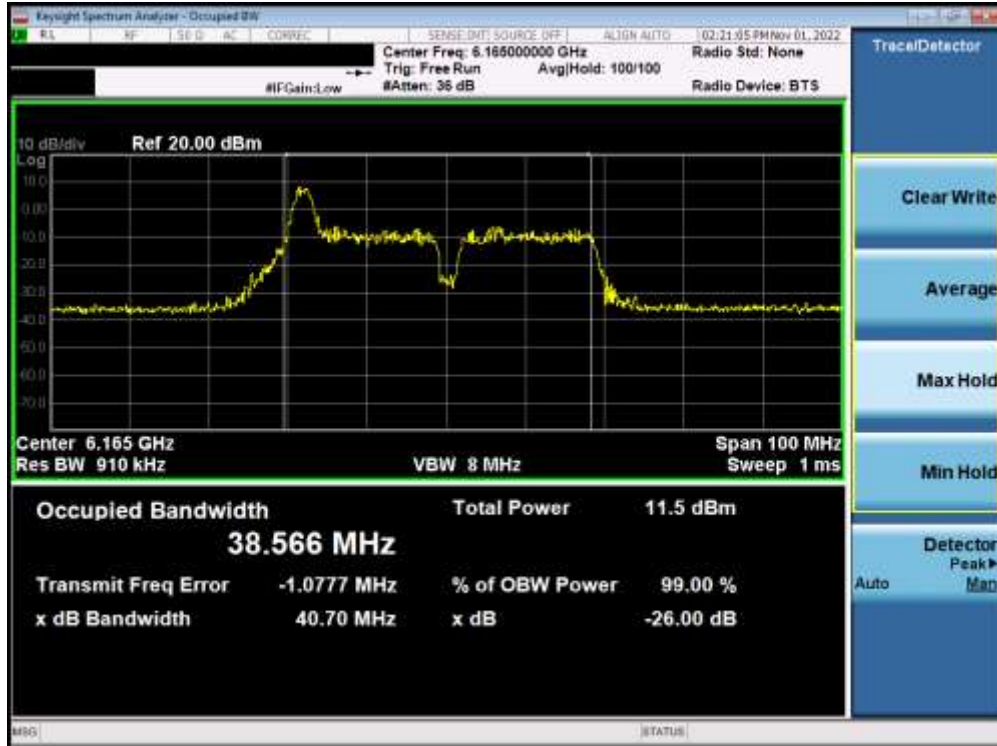 Keysight Spectrum Analyzer - Occupied BW
RL RF 50 Ω AC CORREC SENSE:INT SOURCE OFF ALIGN AUTO 02:21:05 PM Nov 01, 2022
Center Freq: 6.165000000 GHz Radio Std: None
Trig: Free Run Avg|Hold: 100/100
#IFGain:Low #Atten: 36 dB Radio Device: BTS
Trace/Detector
10 dB/div Ref 20.00 dBm
Log
10.0
0.00
-10.0
-20.0
-30.0
-40.0
-50.0
-60.0
-70.0
Center 6.165 GHz Span 100 MHz
Res BW 910 kHz VBW 8 MHz Sweep 1 ms
Clear Write
Average
Max Hold
Min Hold
Detector
Peak▶
Auto Man
Occupied Bandwidth Total Power 11.5 dBm
38.566 MHz
Transmit Freq Error -1.0777 MHz % of OBW Power 99.00 %
x dB Bandwidth 40.70 MHz x dB -26.00 dB
MSG STATUS